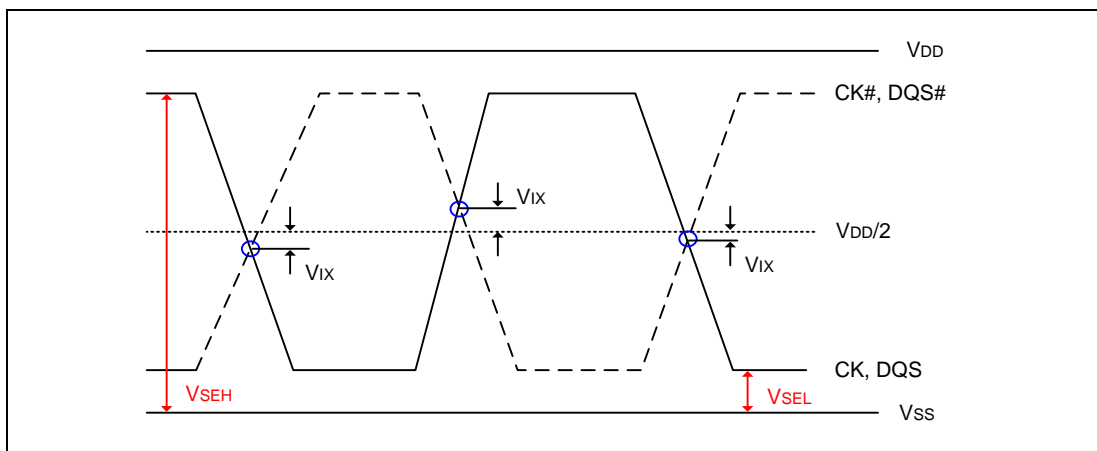 VDD
CK#, DQS#
VIX
VDD/2
VIX
VIX
CK, DQS
VSEH
VSEL
VSS